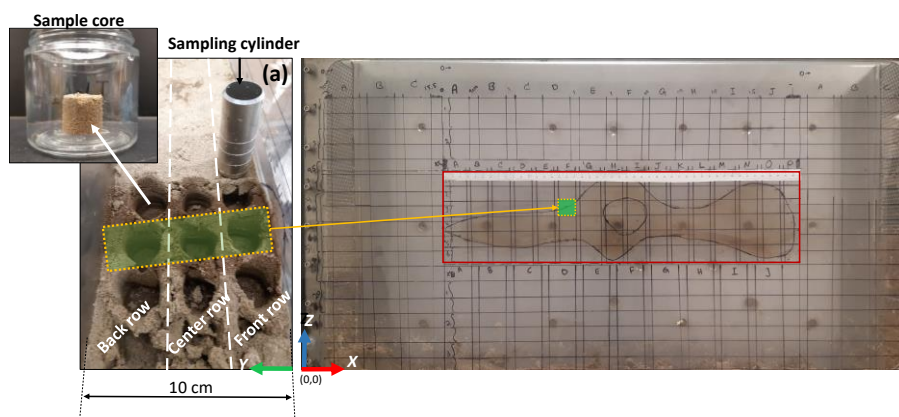 Sample core
Sampling cylinder
(a)
A B C
A B C D E F G H I J
A B
A B C D E F G H I J K L M N O
A B C D E F G H I J
Back row
Center row
Front row
Z
Y
X
(0,0)
10 cm